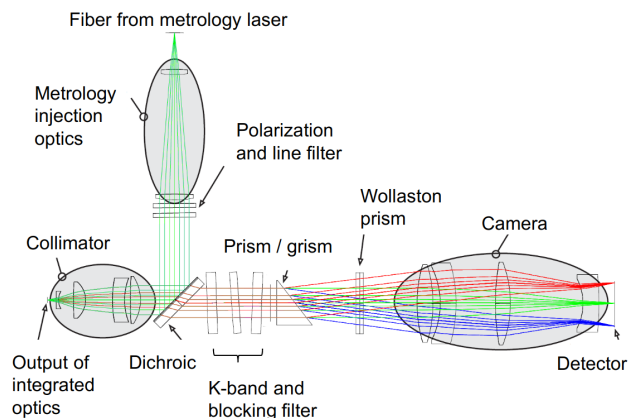 Fiber from metrology laser
Metrology
injection
optics
Polarization
and line filter
Wollaston
prism
Collimator
Prism / grism
Camera
Output of
integrated
optics
Dichroic
K-band and
blocking filter
Detector